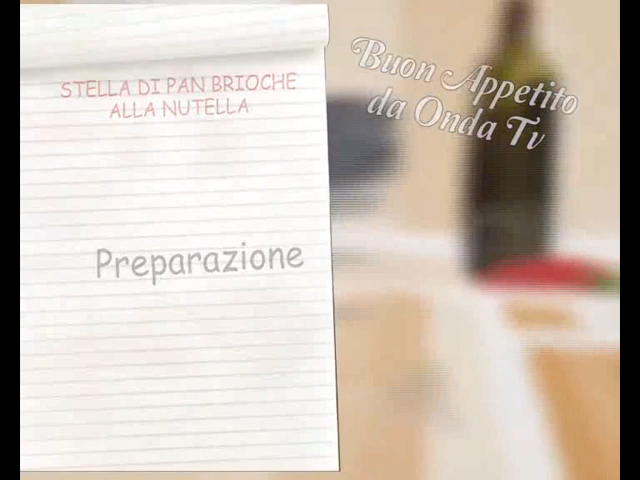 STELLA DI PAN BRIOCHE
ALLA NUTELLA
Preparazione
Buon Appetito
da Onda Tv